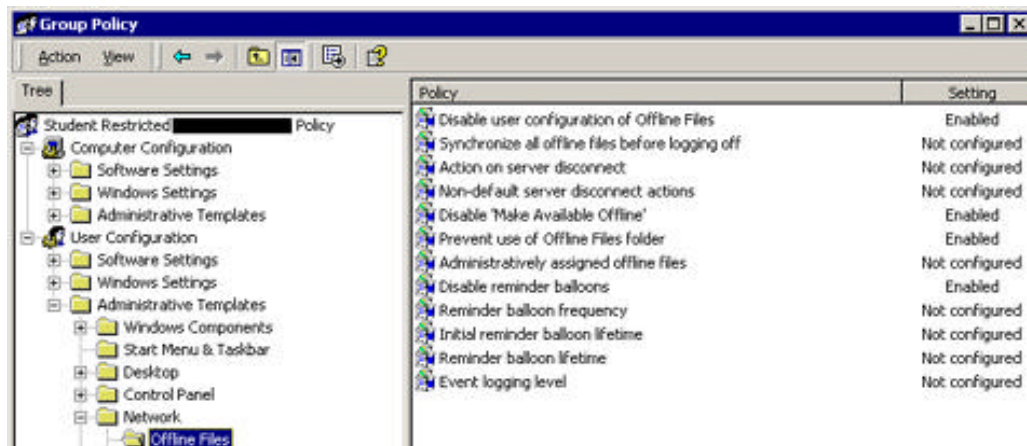 Group Policy
Action View
Tree
Policy Setting
Student Restricted Policy
Computer Configuration
Software Settings
Windows Settings
Administrative Templates
User Configuration
Software Settings
Windows Settings
Administrative Templates
Windows Components
Start Menu & Taskbar
Desktop
Control Panel
Network
Offline Files
Disable user configuration of Offline Files Enabled
Synchronize all offline files before logging off Not configured
Action on server disconnect Not configured
Non-default server disconnect actions Not configured
Disable 'Make Available Offline' Enabled
Prevent use of Offline Files folder Enabled
Administratively assigned offline files Not configured
Disable reminder balloons Enabled
Reminder balloon frequency Not configured
Initial reminder balloon lifetime Not configured
Reminder balloon lifetime Not configured
Event logging level Not configured